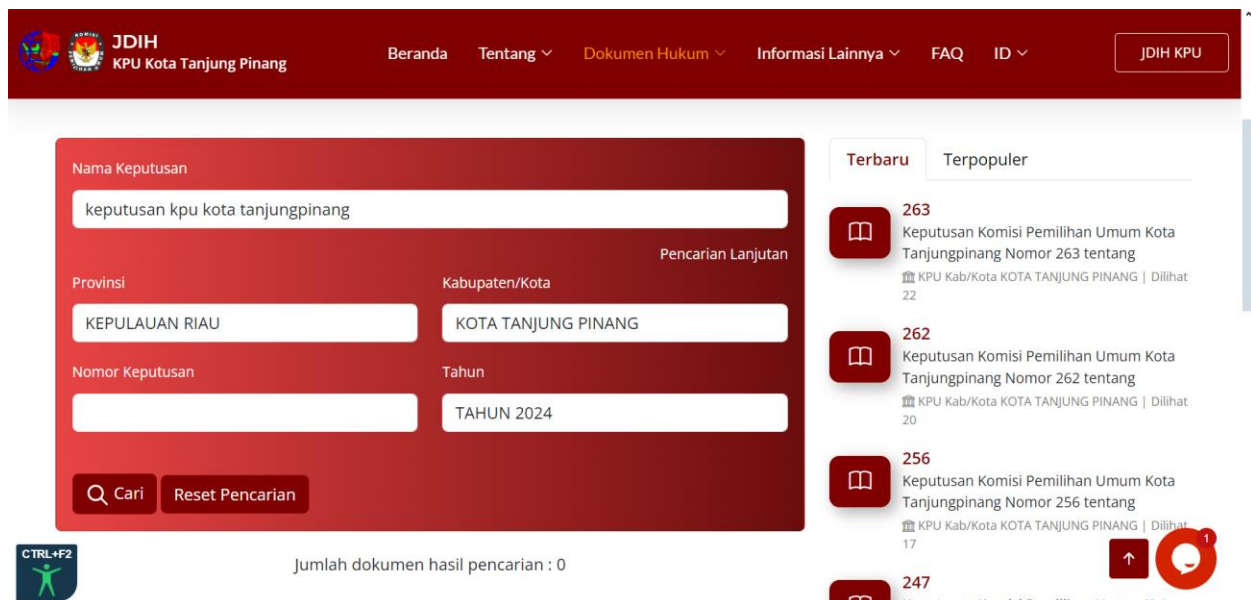 JDIH
KPU Kota Tanjung Pinang
Beranda
Tentang
Dokumen Hukum
Informasi Lainnya
FAQ
ID
JDIH KPU
Nama Keputusan
keputusan kpu kota tanjungpinang
Pencarian Lanjutan
Provinsi
Kabupaten/Kota
KEPULAUAN RIAU
KOTA TANJUNG PINANG
Nomor Keputusan
Tahun
TAHUN 2024
Cari
Reset Pencarian
CTRL+F2
Jumlah dokumen hasil pencarian : 0
Terbaru
Terpopuler
263
Keputusan Komisi Pemilihan Umum Kota
Tanjungpinang Nomor 263 tentang
KPU Kab/Kota KOTA TANJUNG PINANG | Dilihat
22
262
Keputusan Komisi Pemilihan Umum Kota
Tanjungpinang Nomor 262 tentang
KPU Kab/Kota KOTA TANJUNG PINANG | Dilihat
20
256
Keputusan Komisi Pemilihan Umum Kota
Tanjungpinang Nomor 256 tentang
KPU Kab/Kota KOTA TANJUNG PINANG | Dilihat
17
1
247